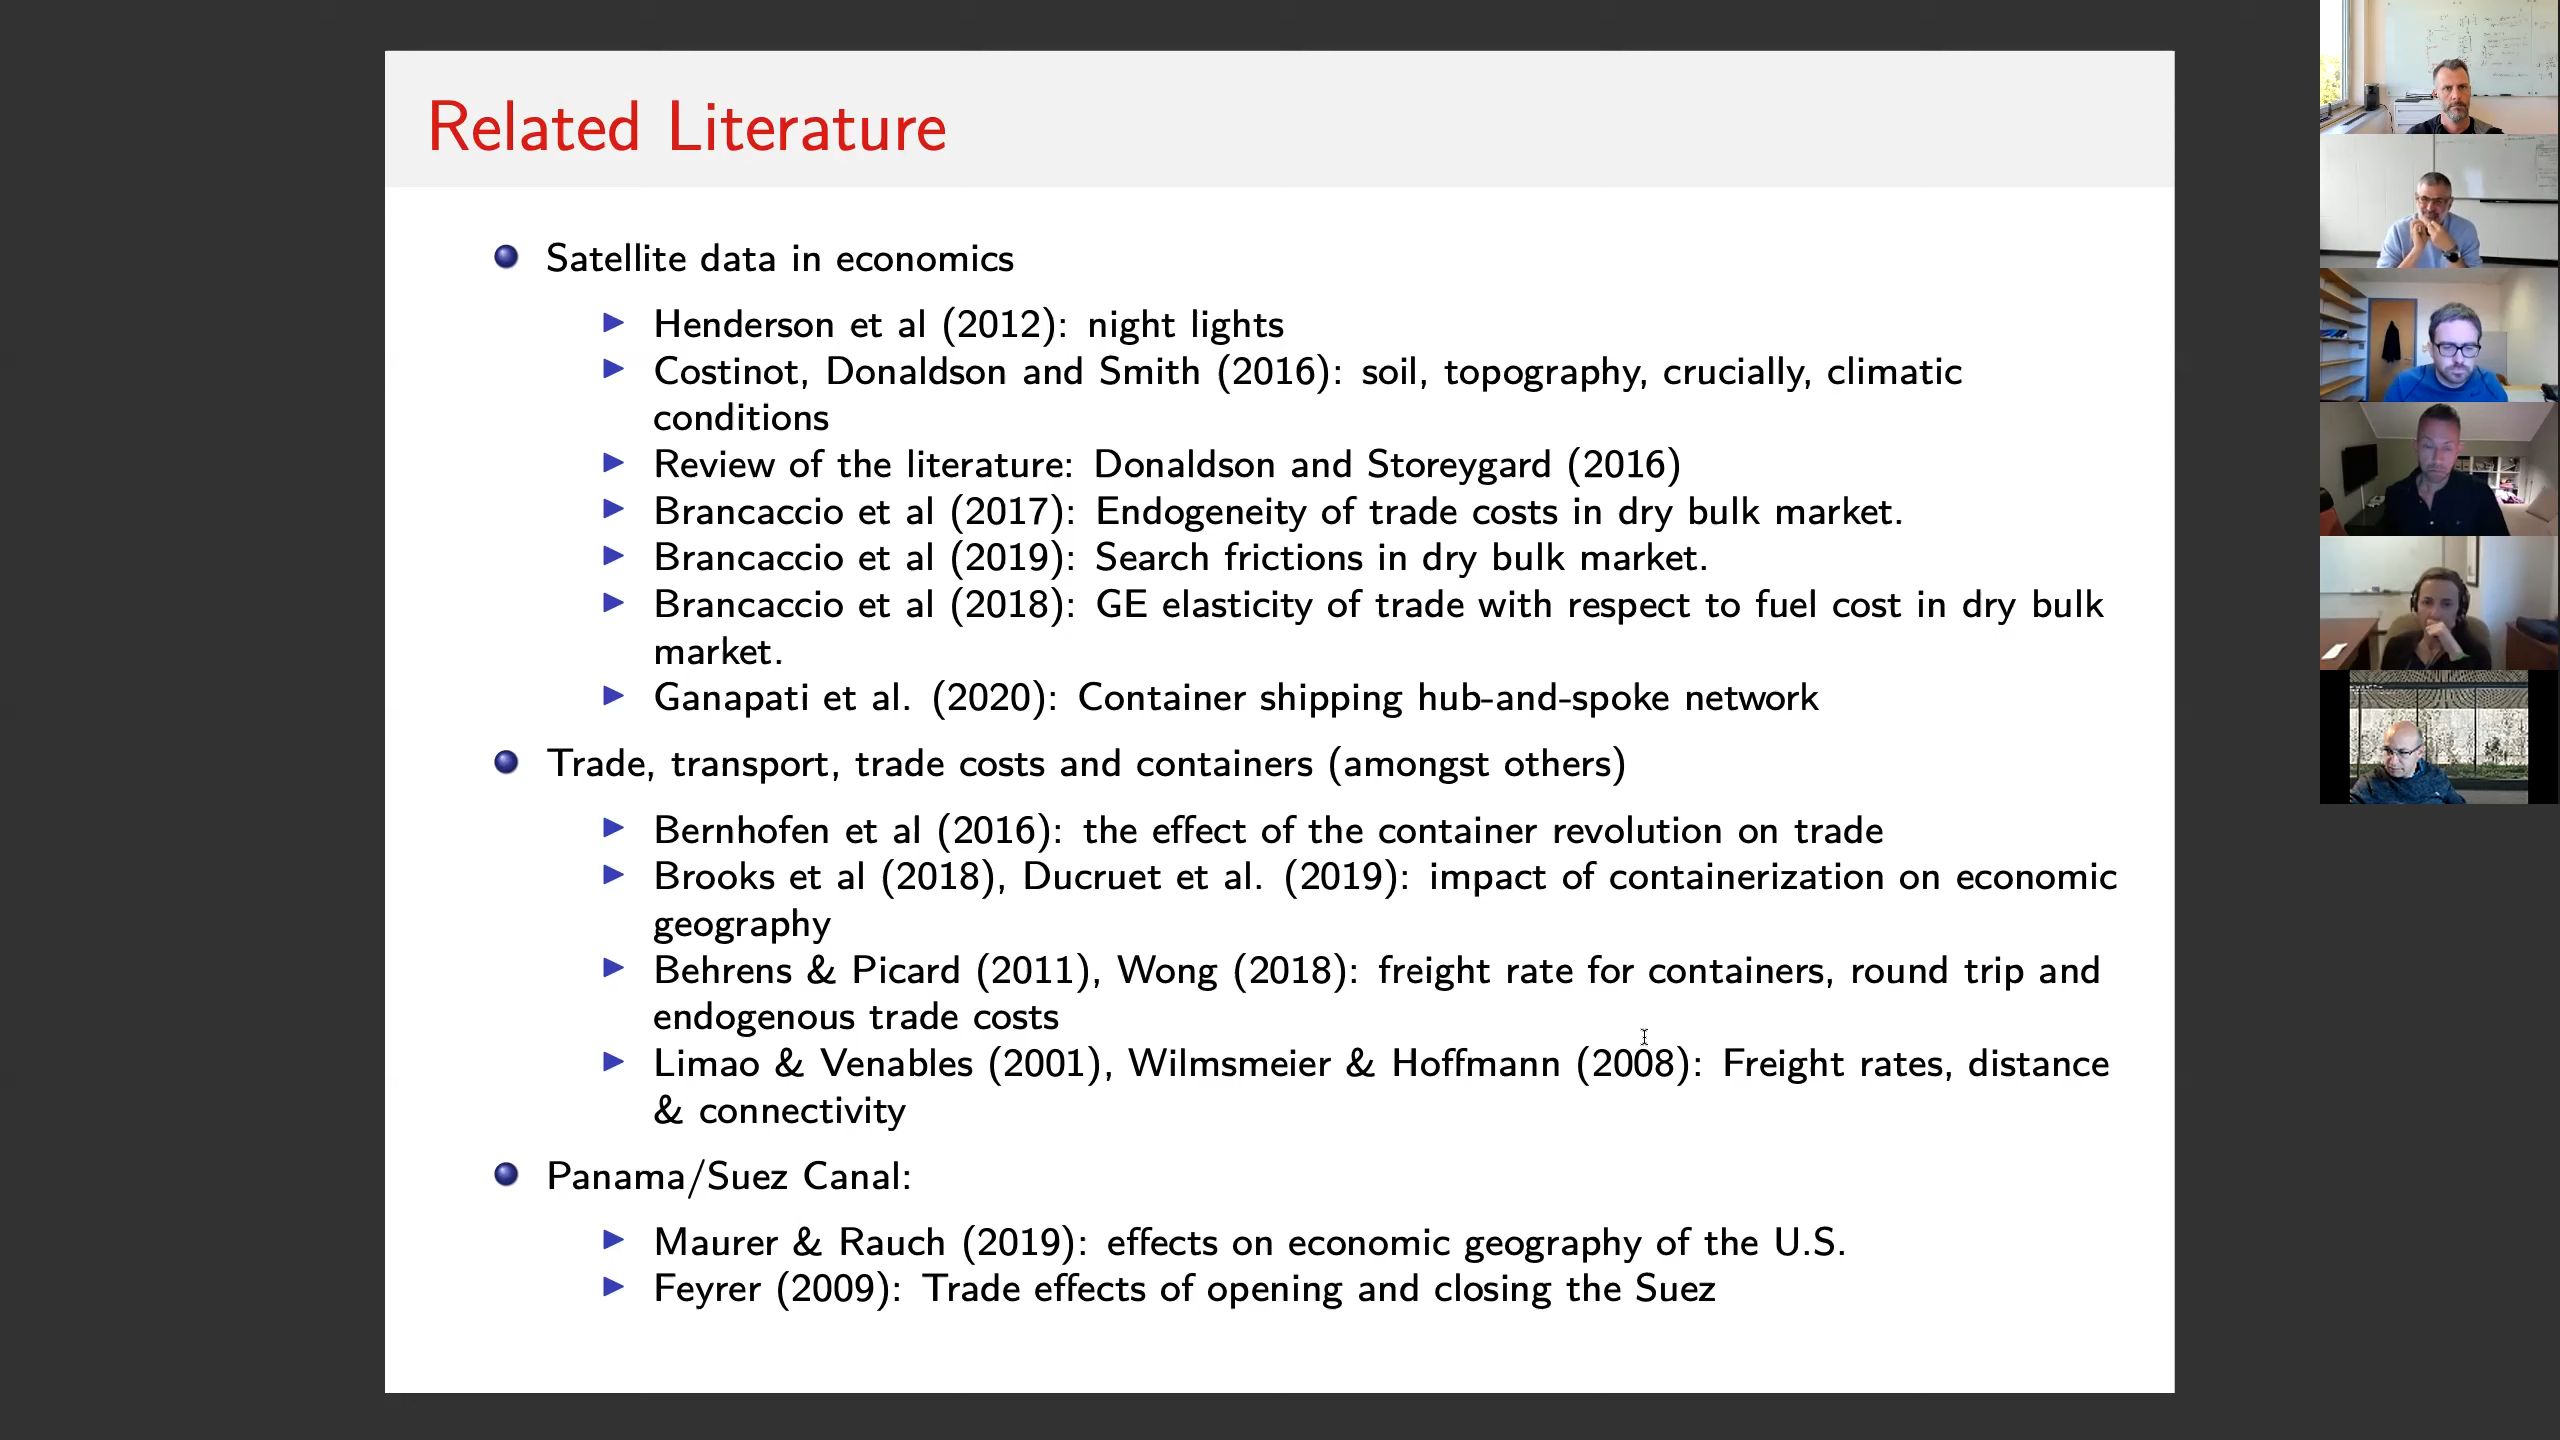 Related Literature
Satellite data in economics
Henderson et al (2012): night lights
Costinot, Donaldson and Smith (2016): soil, topography, crucially, climatic
conditions
Review of the literature: Donaldson and Storeygard (2016)
Brancaccio et al (2017): Endogeneity of trade costs in dry bulk market.
Brancaccio et al (2019): Search frictions in dry bulk market.
Brancaccio et al (2018): GE elasticity of trade with respect to fuel cost in dry bulk
market.
Ganapati et al. (2020): Container shipping hub-and-spoke network
Trade, transport, trade costs and containers (amongst others)
Bernhofen et al (2016): the effect of the container revolution on trade
Brooks et al (2018), Ducruet et al. (2019): impact of containerization on economic
geography
Behrens & Picard (2011), Wong (2018): freight rate for containers, round trip and
endogenous trade costs
Limao & Venables (2001), Wilmsmeier & Hoffmann (2008): Freight rates, distance
& connectivity
Panama/Suez Canal:
Maurer & Rauch (2019): effects on economic geography of the U.S.
Feyrer (2009): Trade effects of opening and closing the Suez